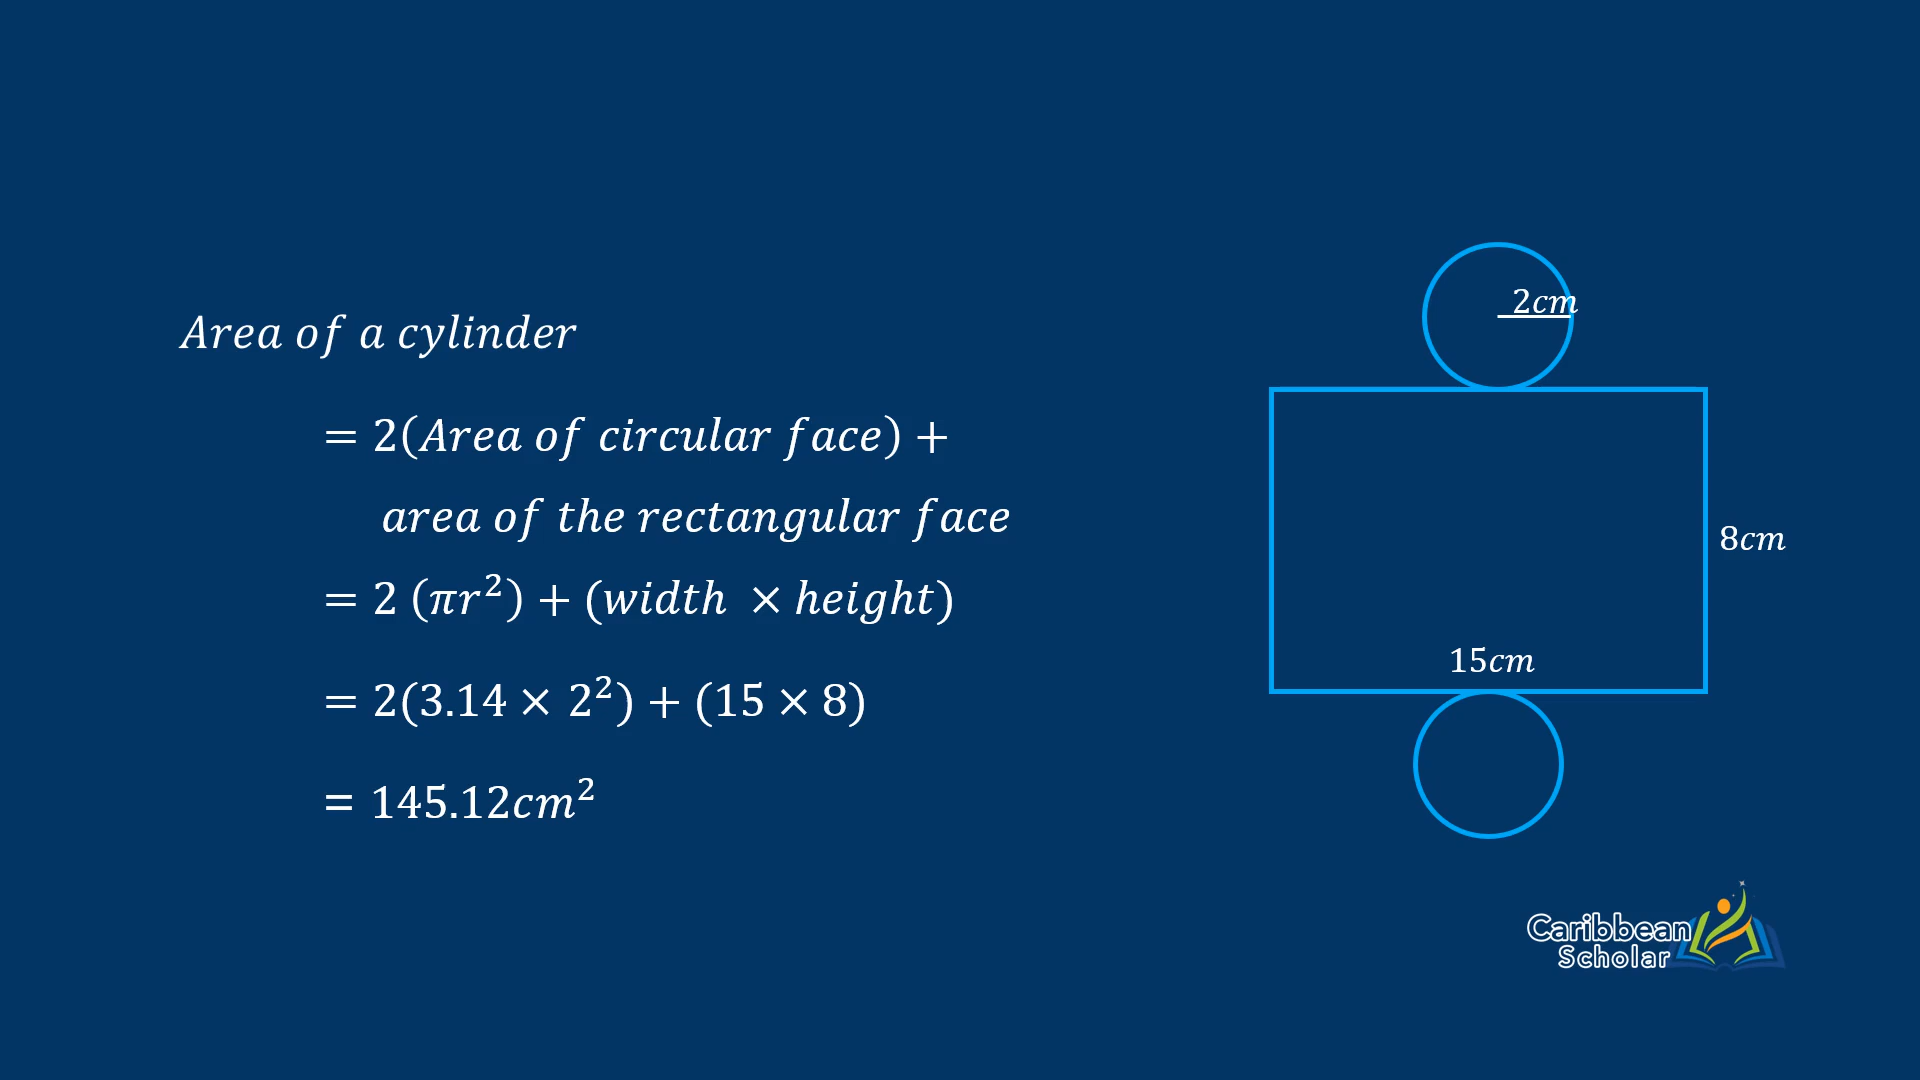 Area of a cylinder
= 2(Area of circular face) +
area of the rectangular face
= 2 (πr²) + (width × height)
= 2(3.14 × 2²) + (15 × 8)
= 145.12cm²
2cm
8cm
15cm
Caribbean
Scholar